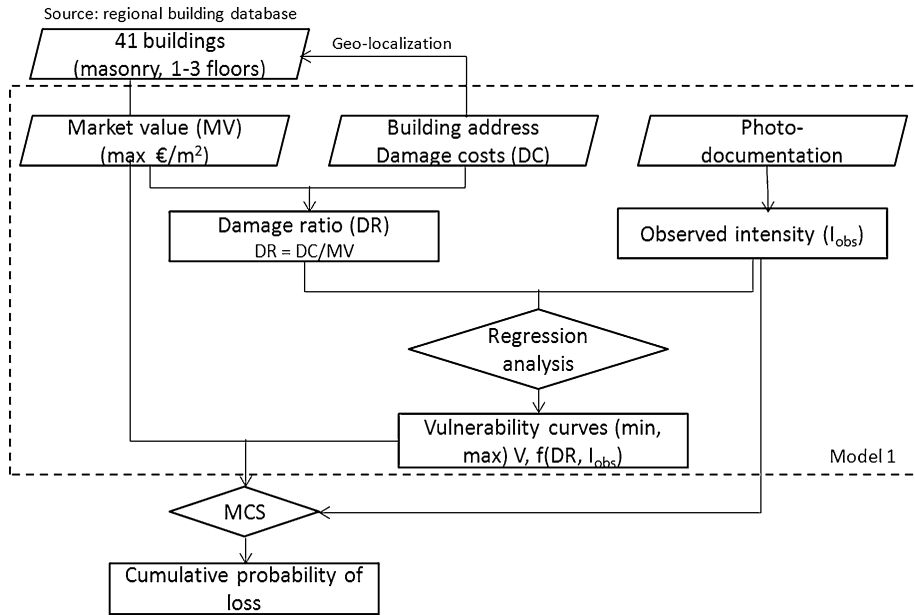 Source: regional building database
41 buildings
(masonry, 1-3 floors)
Geo-localization
Market value (MV)
(max €/m²)
Building address
Damage costs (DC)
Photo-
documentation
Damage ratio (DR)
DR = DC/MV
Observed intensity (Iobs)
Regression
analysis
Vulnerability curves (min,
max) V, f(DR, Iobs)
Model 1
MCS
Cumulative probability of
loss